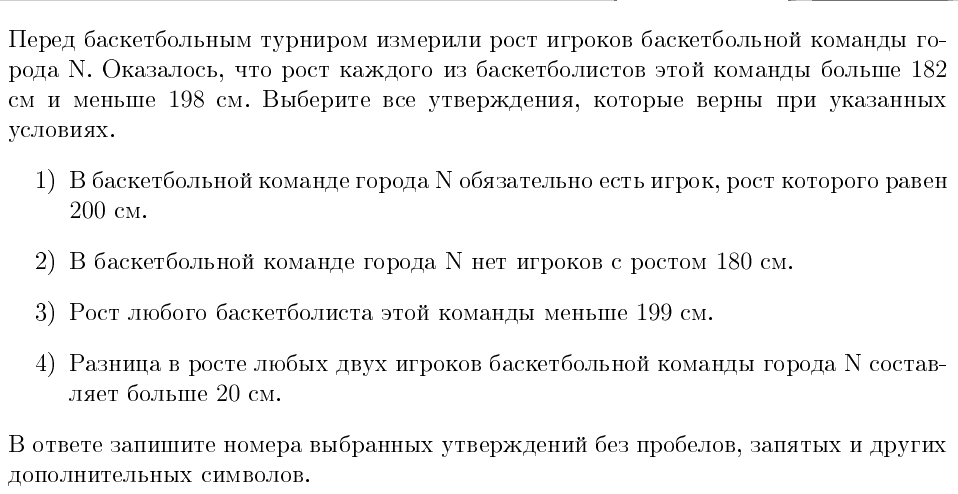 Перед баскетбольным турниром измерили рост игроков баскетбольной команды го-
рода N. Оказалось, что рост каждого из баскетболистов этой команды больше 182
см и меньше 198 см. Выберите все утверждения, которые верны при указанных
условиях.
1) В баскетбольной команде города N обязательно есть игрок, рост которого равен
200 см.
2) В баскетбольной команде города N нет игроков с ростом 180 см.
3) Рост любого баскетболиста этой команды меньше 199 см.
4) Разница в росте любых двух игроков баскетбольной команды города N состав-
ляет больше 20 см.
В ответе запишите номера выбранных утверждений без пробелов, запятых и других
дополнительных символов.